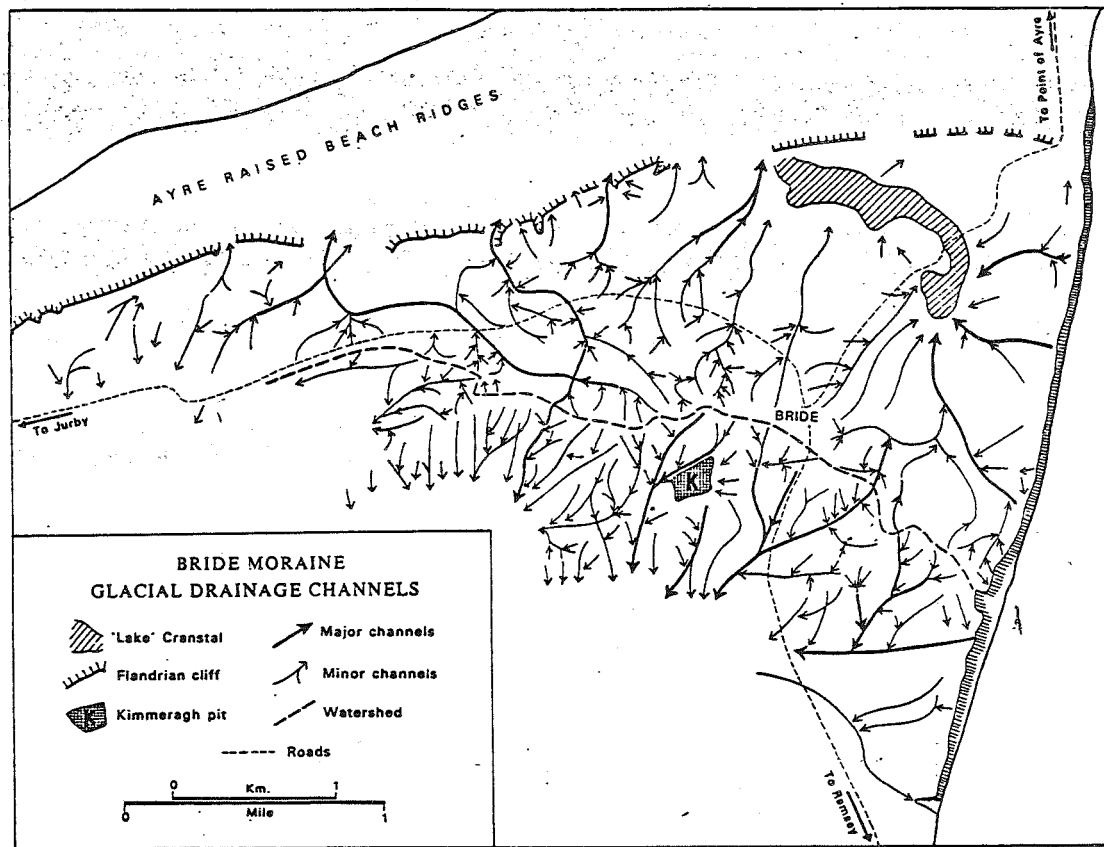 To Point of Ayre
AYRE RAISED BEACH RIDGES
To Jurby
BRIDE
K
BRIDE MORAINE
GLACIAL DRAINAGE CHANNELS
"Lake" Cranstal
Major channels
Flandrian cliff
Minor channels
K
Kimmeragh pit
Watershed
Roads
0 Km. 1
0 Mile 1
To Ramsey